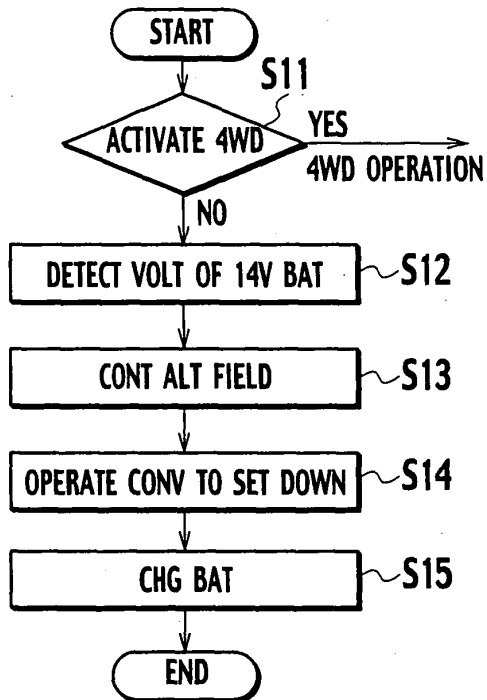 START
S11
ACTIVATE 4WD
YES
4WD OPERATION
NO
DETECT VOLT OF 14V BAT
S12
CONT ALT FIELD
S13
OPERATE CONV TO SET DOWN
S14
CHG BAT
S15
END